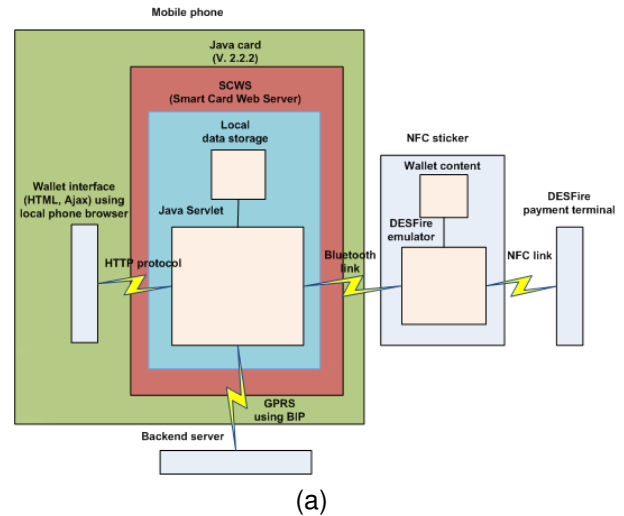 Mobile phone
Java card
(V. 2.2.2)
SCWS
(Smart Card Web Server)
Local
data storage
NFC sticker
Wallet content
Wallet interface
(HTML, Ajax) using
local phone browser
DESFire
payment terminal
Java Servlet
DESFire
emulator
HTTP protocol
Bluetooth
link
NFC link
GPRS
using BIP
Backend server
(a)